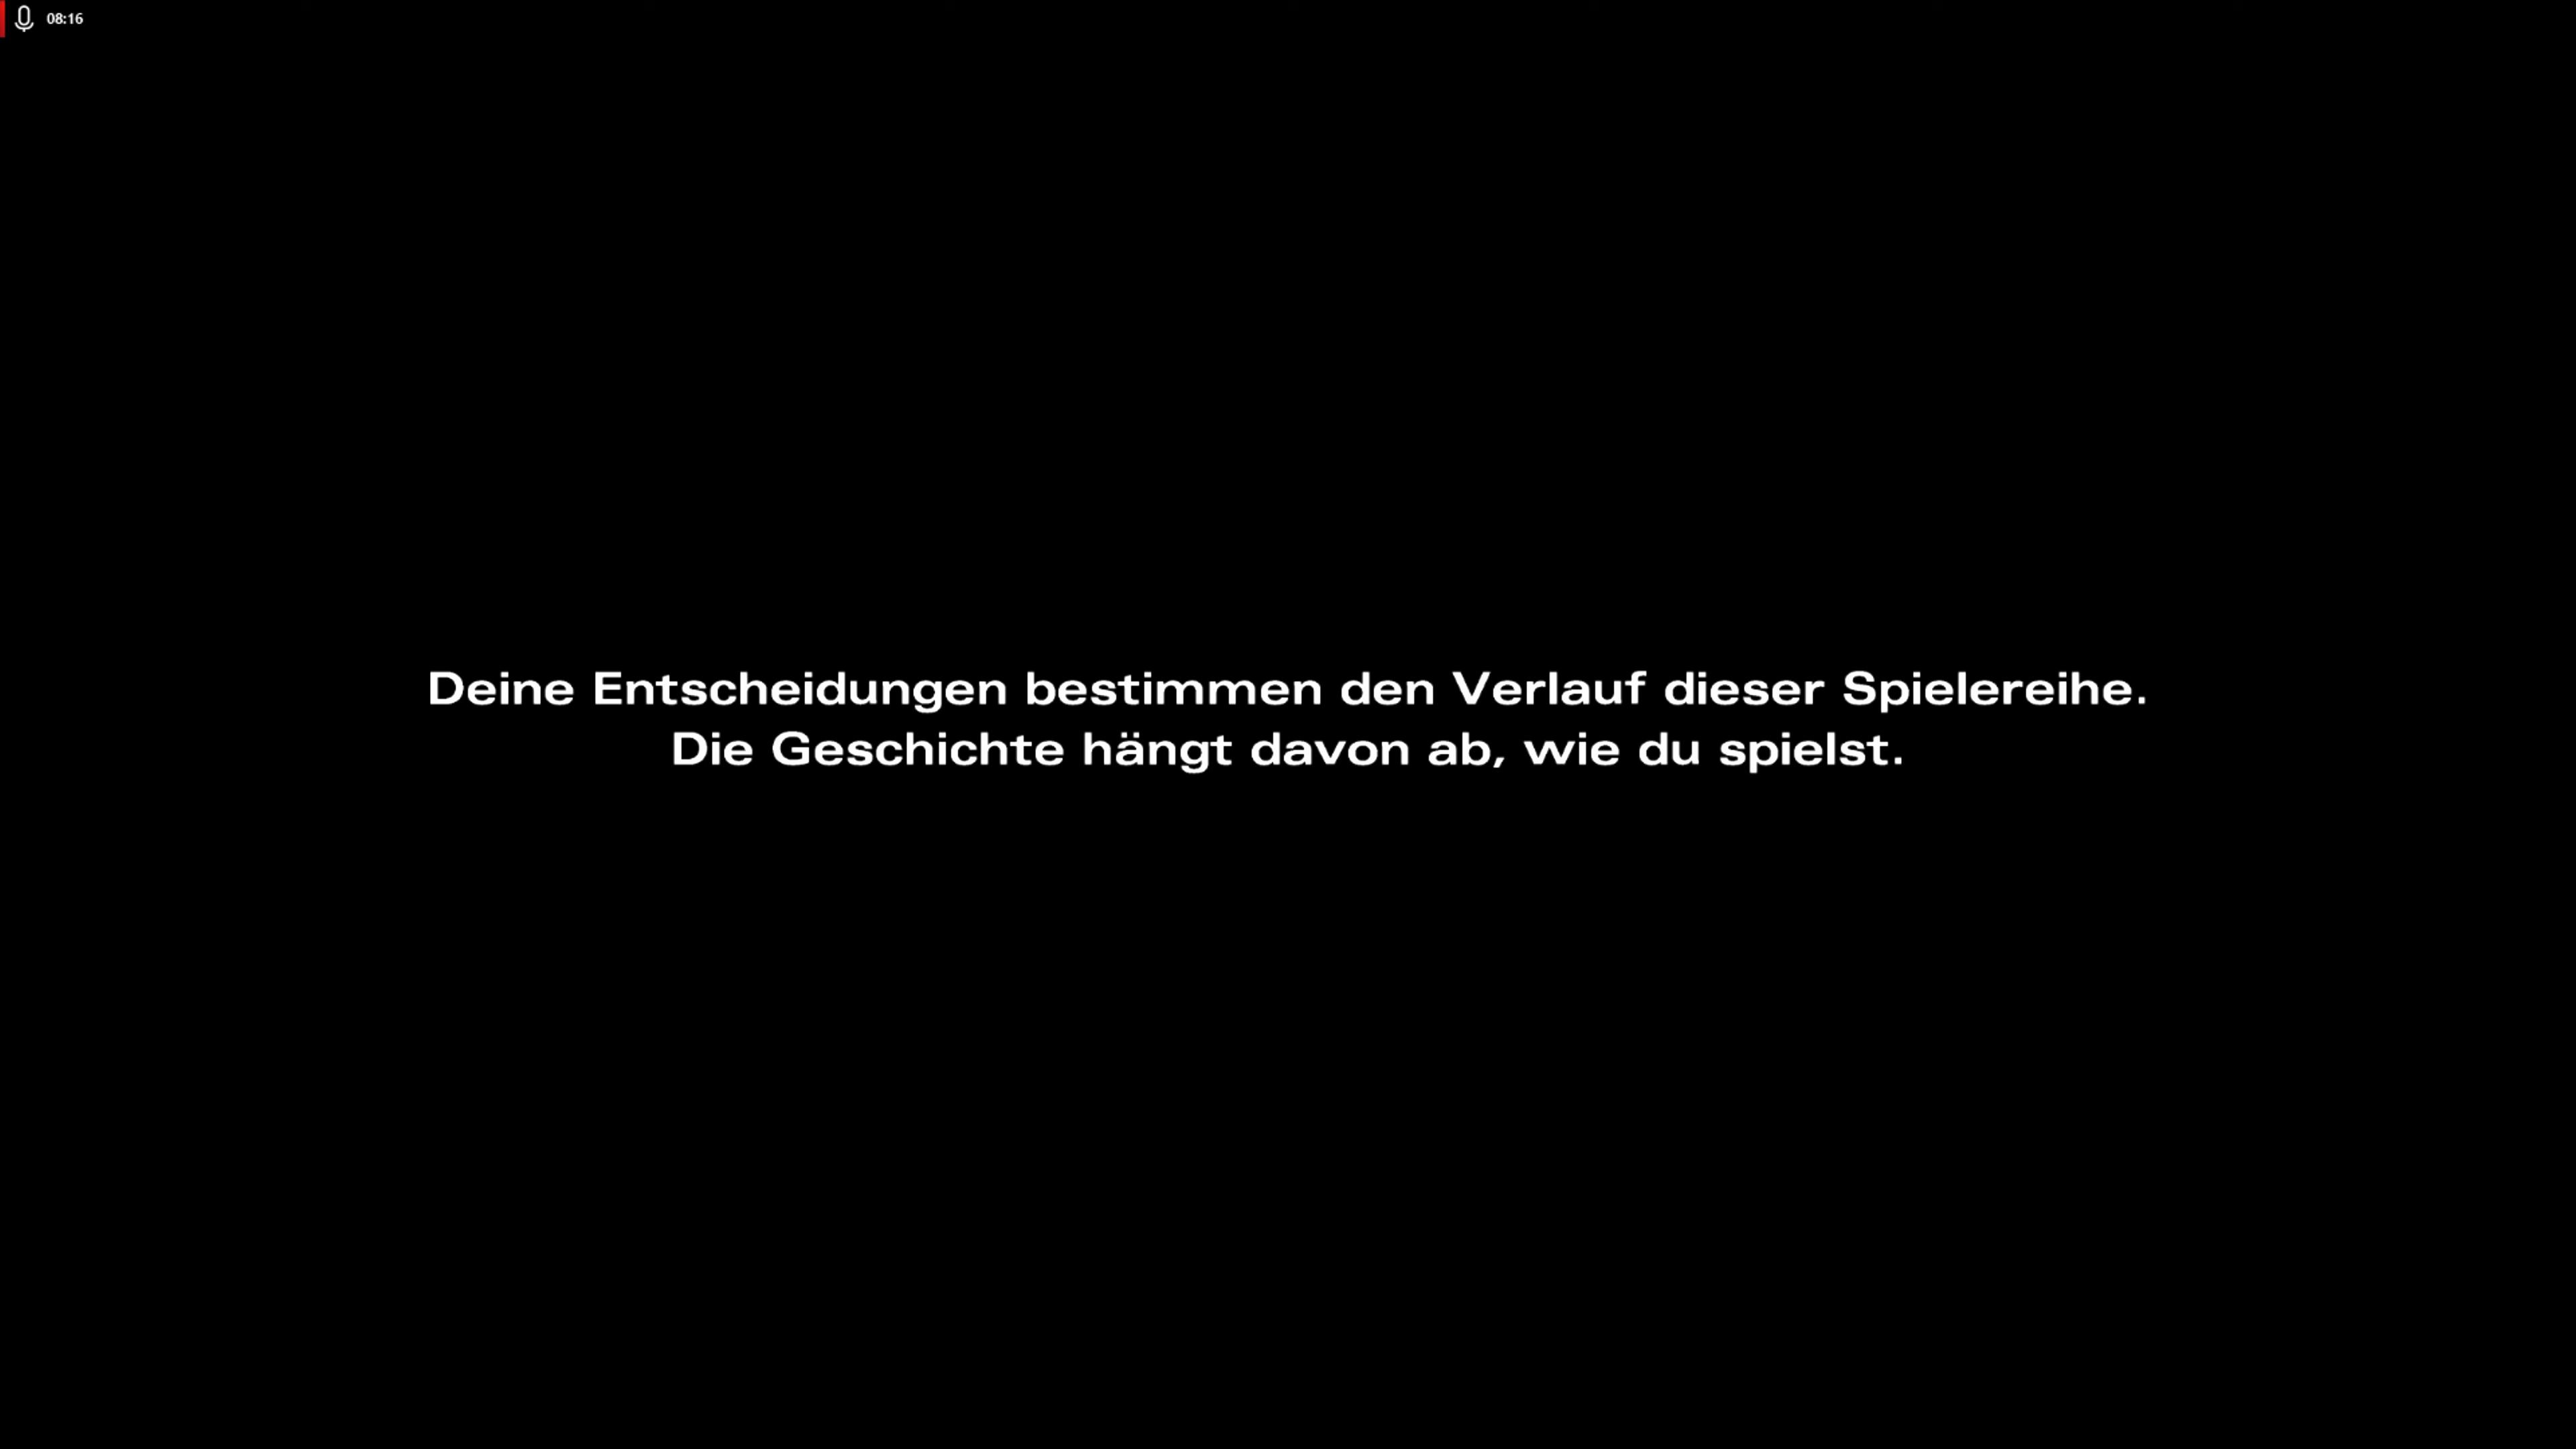 08:16
Deine Entscheidungen bestimmen den Verlauf dieser Spielereihe.
Die Geschichte hängt davon ab, wie du spielst.